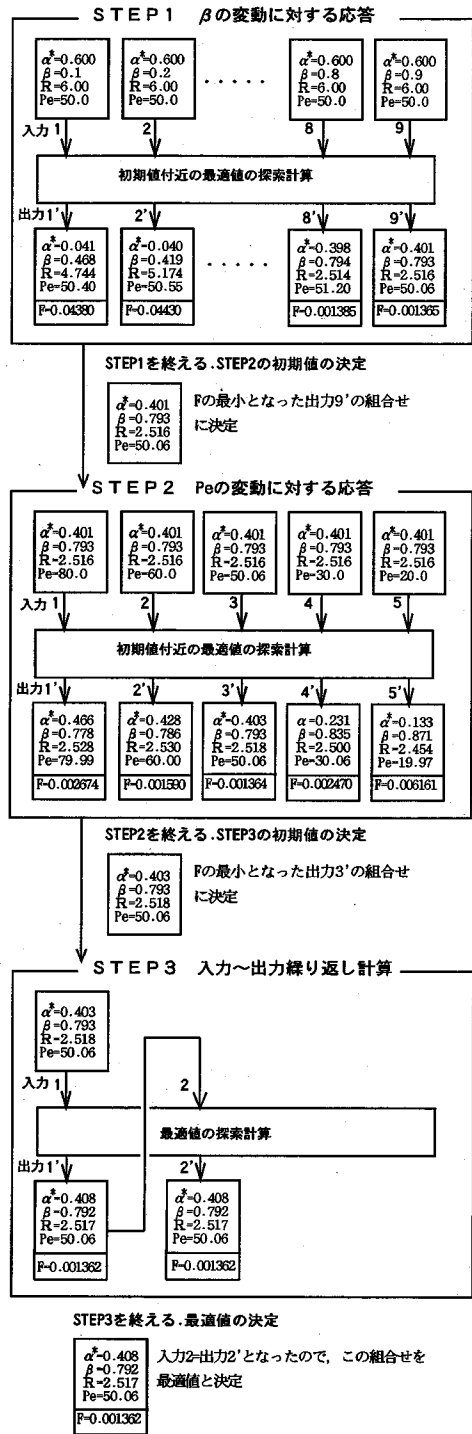 STEP1 βの変動に対する応答
α*=0.600
β=0.1
R=6.00
Pe=50.0
α*=0.600
β=0.2
R=6.00
Pe=50.0
.....
α*=0.600
β=0.8
R=6.00
Pe=50.0
α*=0.600
β=0.9
R=6.00
Pe=50.0
入力 1 2 8 9
初期値付近の最適値の探索計算
出力1' 2' 8' 9'
α*=0.041
β=0.468
R=4.744
Pe=50.40
F=0.04380
α*=0.040
β=0.419
R=5.174
Pe=50.55
F=0.04430
.....
α*=0.398
β=0.794
R=2.514
Pe=51.20
F=0.001385
α*=0.401
β=0.793
R=2.516
Pe=50.06
F=0.001365
STEP1を終える.STEP2の初期値の決定
α*=0.401
β=0.793
R=2.516
Pe=50.06
Fの最小となった出力9'の組合せ
に決定
STEP2 Peの変動に対する応答
α*=0.401
β=0.793
R=2.516
Pe=80.0
α*=0.401
β=0.793
R=2.516
Pe=60.0
α*=0.401
β=0.793
R=2.516
Pe=50.06
α*=0.401
β=0.793
R=2.516
Pe=30.0
α*=0.401
β=0.793
R=2.516
Pe=20.0
入力 1 2 3 4 5
初期値付近の最適値の探索計算
出力1' 2' 3' 4' 5'
α*=0.466
β=0.778
R=2.528
Pe=79.99
F=0.002674
α*=0.428
β=0.786
R=2.530
Pe=60.00
F=0.001590
α*=0.403
β=0.793
R=2.518
Pe=50.06
F=0.001364
α=0.231
β=0.835
R=2.500
Pe=30.06
F=0.002470
α*=0.133
β=0.871
R=2.454
Pe=19.97
F=0.006161
STEP2を終える.STEP3の初期値の決定
α*=0.403
β=0.793
R=2.518
Pe=50.06
Fの最小となった出力3'の組合せ
に決定
STEP3 入力～出力繰り返し計算
α*=0.403
β=0.793
R=2.518
Pe=50.06
入力 1 2
最適値の探索計算
出力1' 2'
α*=0.408
β=0.792
R=2.517
Pe=50.06
F=0.001362
α*=0.408
β=0.792
R=2.517
Pe=50.06
F=0.001362
STEP3を終える.最適値の決定
α*=0.408
β=0.792
R=2.517
Pe=50.06
F=0.001362
入力2=出力2'となったので，この組合せを
最適値と決定